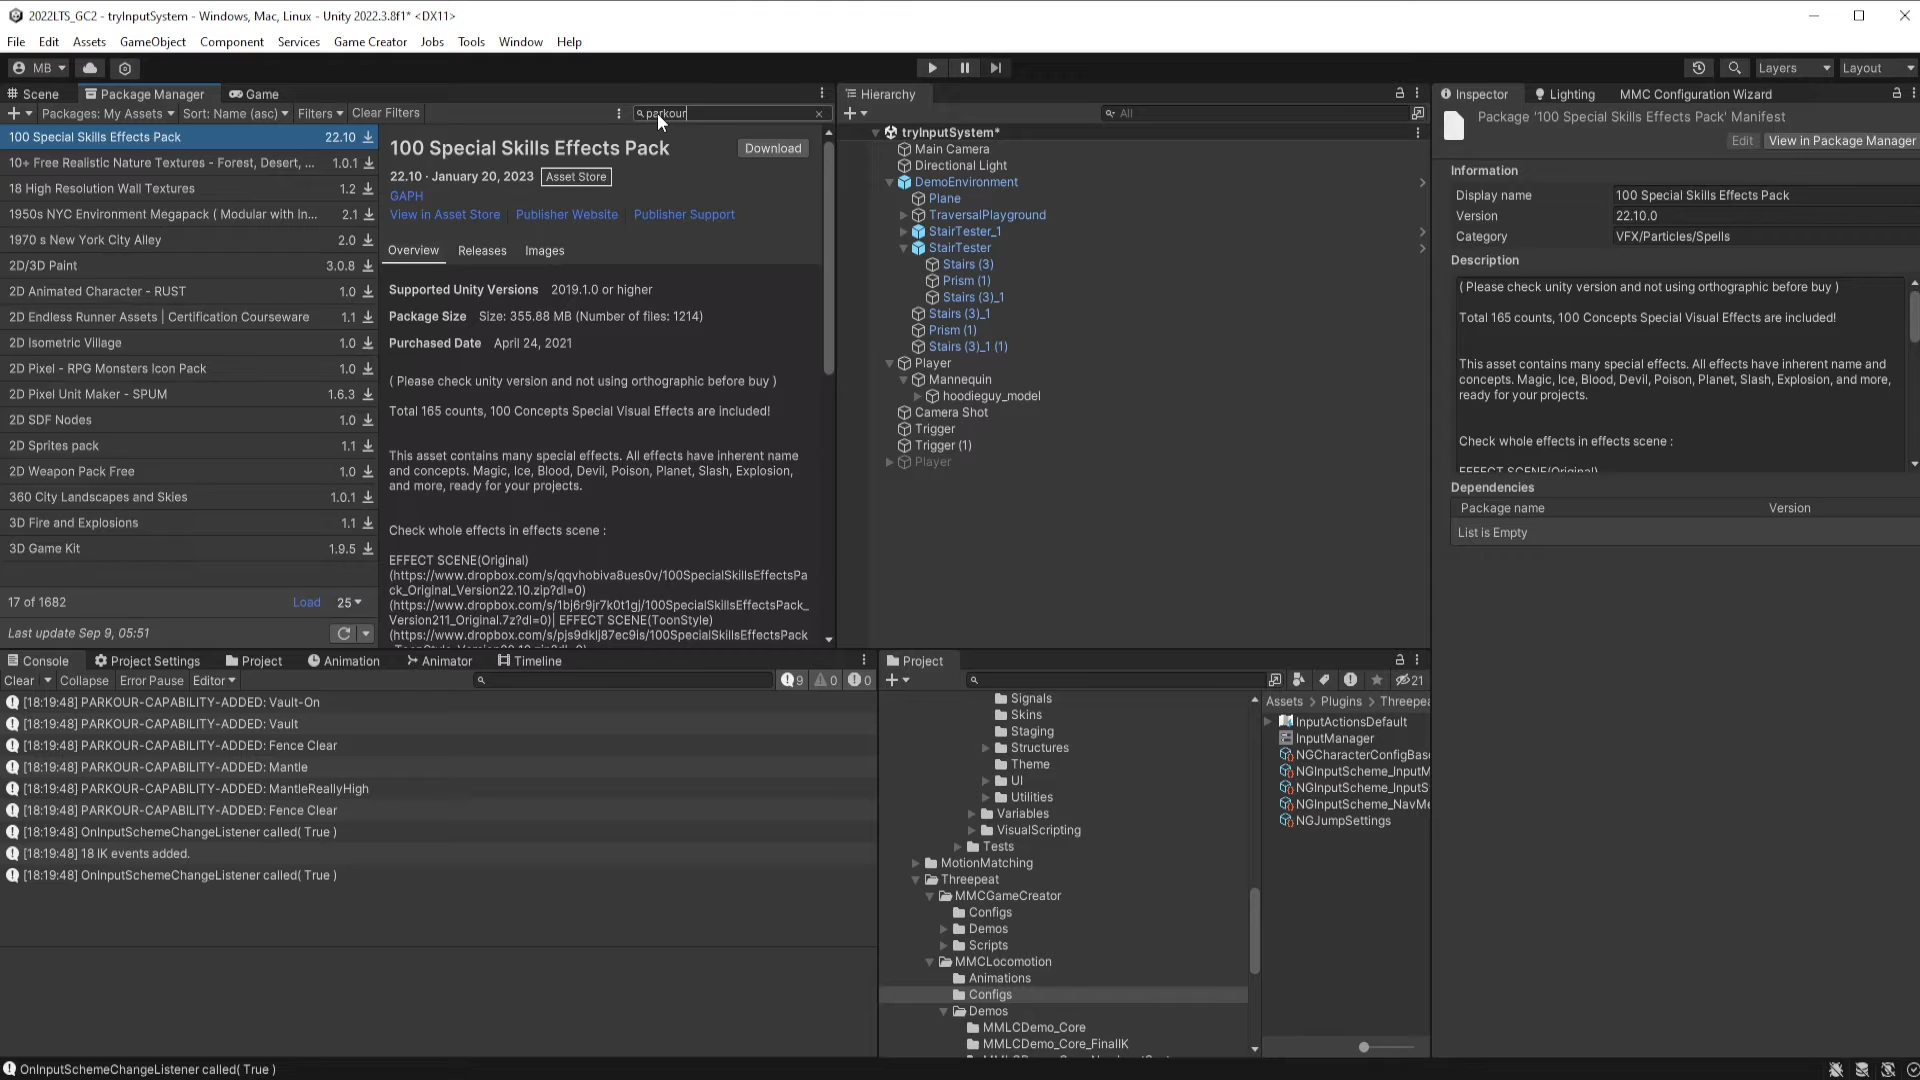 2022LTS_GC2 - tryInputSystem - Windows, Mac, Linux - Unity 2022.3.8f1* <DX11>
File Edit Assets GameObject Component Services Game Creator Jobs Tools Window Help
MB
Layers Layout
Scene Package Manager Game
Packages: My Assets Sort: Name (asc) Filters Clear Filters
parkour
100 Special Skills Effects Pack 22.10
10+ Free Realistic Nature Textures - Forest, Desert, ... 1.0.1
18 High Resolution Wall Textures 1.2
1950s NYC Environment Megapack ( Modular with In... 2.1
1970 s New York City Alley 2.0
2D/3D Paint 3.0.8
2D Animated Character - RUST 1.0
2D Endless Runner Assets | Certification Courseware 1.1
2D Isometric Village 1.0
2D Pixel - RPG Monsters Icon Pack 1.0
2D Pixel Unit Maker - SPUM 1.6.3
2D SDF Nodes 1.0
2D Sprites pack 1.1
2D Weapon Pack Free 1.0
360 City Landscapes and Skies 1.0.1
3D Fire and Explosions 1.1
3D Game Kit 1.9.5
17 of 1682 Load 25
Last update Sep 9, 05:51
100 Special Skills Effects Pack Download
22.10 · January 20, 2023 Asset Store
GAPH
View in Asset Store Publisher Website Publisher Support
Overview Releases Images
Supported Unity Versions 2019.1.0 or higher
Package Size Size: 355.88 MB (Number of files: 1214)
Purchased Date April 24, 2021
( Please check unity version and not using orthographic before buy )
Total 165 counts, 100 Concepts Special Visual Effects are included!
This asset contains many special effects. All effects have inherent name
and concepts. Magic, Ice, Blood, Devil, Poison, Planet, Slash, Explosion,
and more, ready for your projects.
Check whole effects in effects scene :
EFFECT SCENE(Original)
(https://www.dropbox.com/s/qqvhobiva8ues0v/100SpecialSkillsEffectsPa
ck_Original_Version22.10.zip?dl=0)
(https://www.dropbox.com/s/1bj6r9jr7k0t1gj/100SpecialSkillsEffectsPack_
Version211_Original.7z?dl=0)| EFFECT SCENE(ToonStyle)
(https://www.dropbox.com/s/pjs9dklj87ec9is/100SpecialSkillsEffectsPack
Hierarchy
All
tryInputSystem*
Main Camera
Directional Light
DemoEnvironment
Plane
TraversalPlayground
StairTester_1
StairTester
Stairs (3)
Prism (1)
Stairs (3)_1
Stairs (3)_1
Prism (1)
Stairs (3)_1 (1)
Player
Mannequin
hoodieguy_model
Camera Shot
Trigger
Trigger (1)
Player
Inspector Lighting MMC Configuration Wizard
Package '100 Special Skills Effects Pack' Manifest
Edit View in Package Manager
Information
Display name 100 Special Skills Effects Pack
Version 22.10.0
Category VFX/Particles/Spells
Description
( Please check unity version and not using orthographic before buy )
Total 165 counts, 100 Concepts Special Visual Effects are included!
This asset contains many special effects. All effects have inherent name and
concepts. Magic, Ice, Blood, Devil, Poison, Planet, Slash, Explosion, and more,
ready for your projects.
Check whole effects in effects scene :
EFFECT SCENE(Original)
Dependencies
Package name Version
List is Empty
Console Project Settings Project Animation Animator Timeline
Clear Collapse Error Pause Editor 9 0 0
[18:19:48] PARKOUR-CAPABILITY-ADDED: Vault-On
[18:19:48] PARKOUR-CAPABILITY-ADDED: Vault
[18:19:48] PARKOUR-CAPABILITY-ADDED: Fence Clear
[18:19:48] PARKOUR-CAPABILITY-ADDED: Mantle
[18:19:48] PARKOUR-CAPABILITY-ADDED: MantleReallyHigh
[18:19:48] PARKOUR-CAPABILITY-ADDED: Fence Clear
[18:19:48] OnInputSchemeChangeListener called( True )
[18:19:48] 18 IK events added.
[18:19:48] OnInputSchemeChangeListener called( True )
Project
21
Signals
Skins
Staging
Structures
Theme
UI
Utilities
Variables
VisualScripting
Tests
MotionMatching
Threepeat
MMCGameCreator
Configs
Demos
Scripts
MMCLocomotion
Animations
Configs
Demos
MMLCDemo_Core
MMLCDemo_Core_FinalIK
Assets > Plugins > Threepea
InputActionsDefault
InputManager
NGCharacterConfigBas
NGInputScheme_InputM
NGInputScheme_InputS
NGInputScheme_NavMe
NGJumpSettings
OnInputSchemeChangeListener called( True )